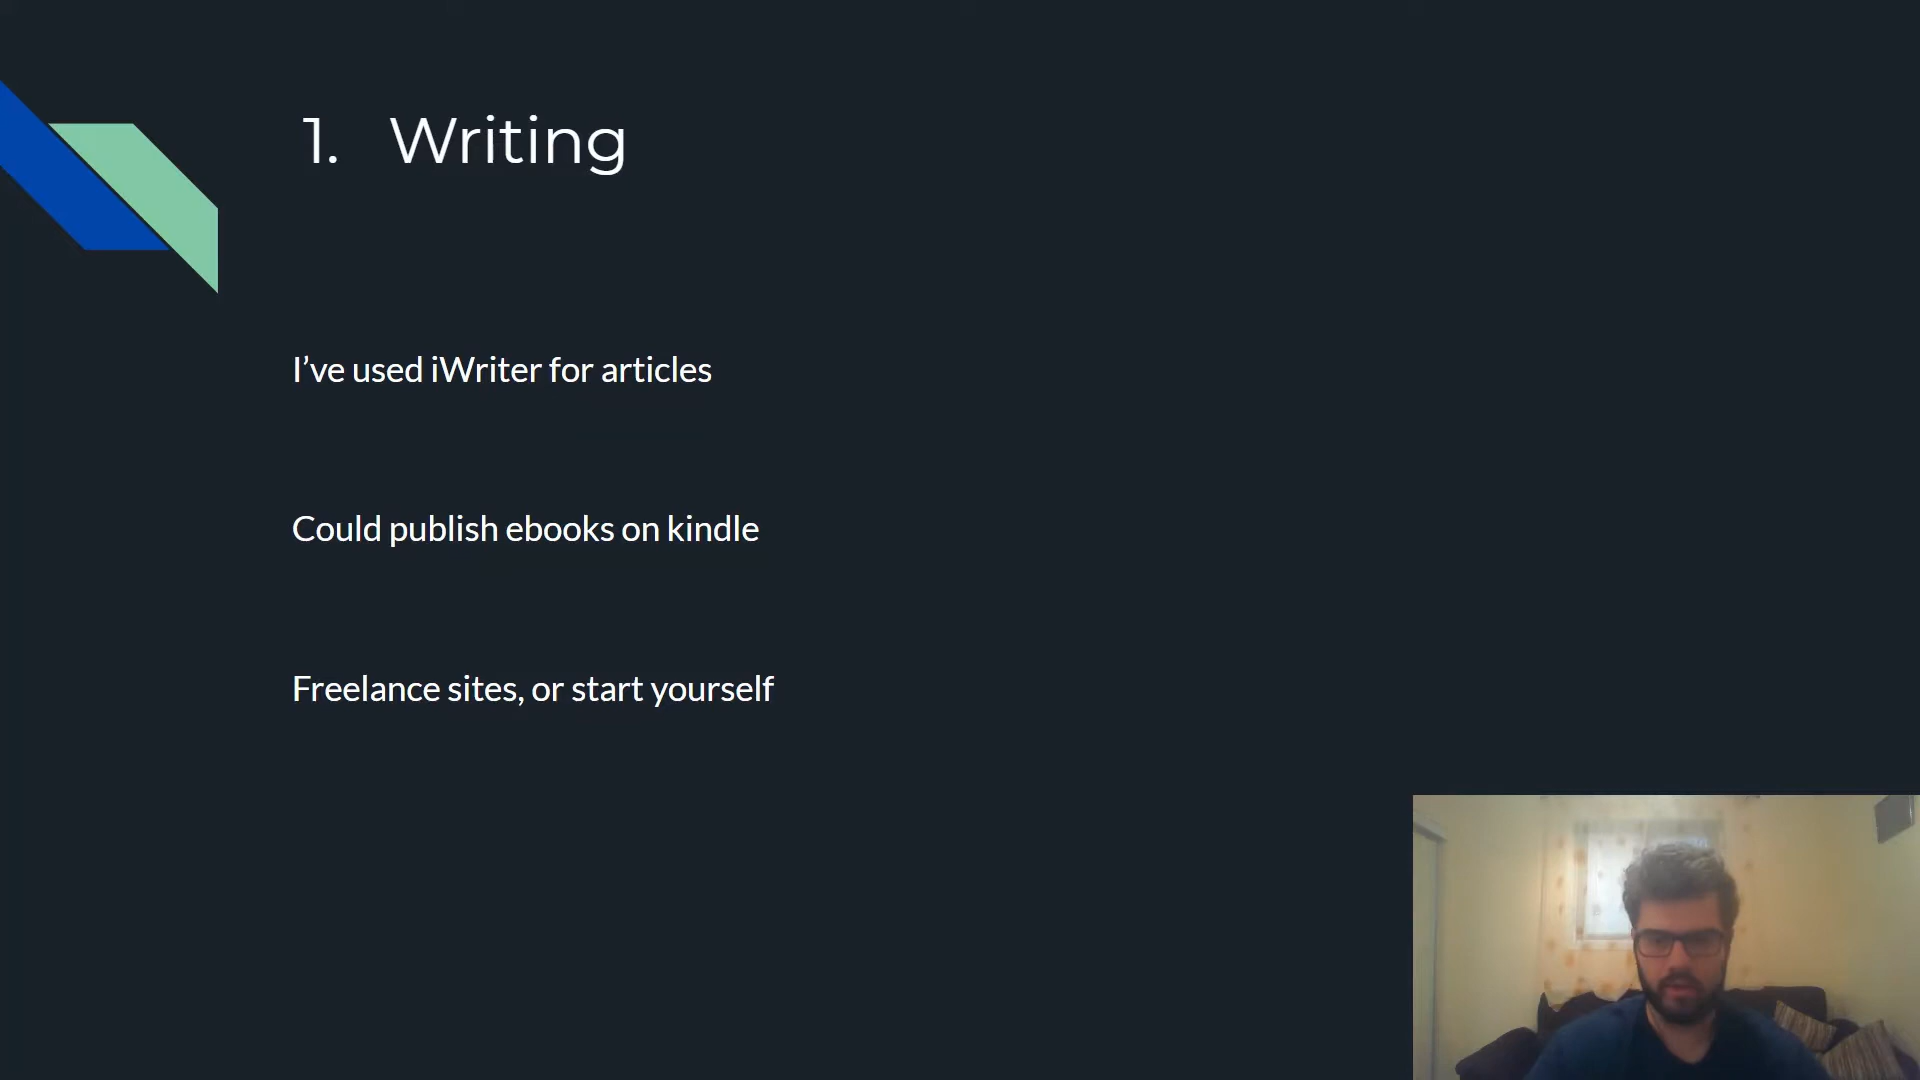 1. Writing
I’ve used iWriter for articles
Could publish ebooks on kindle
Freelance sites, or start yourself